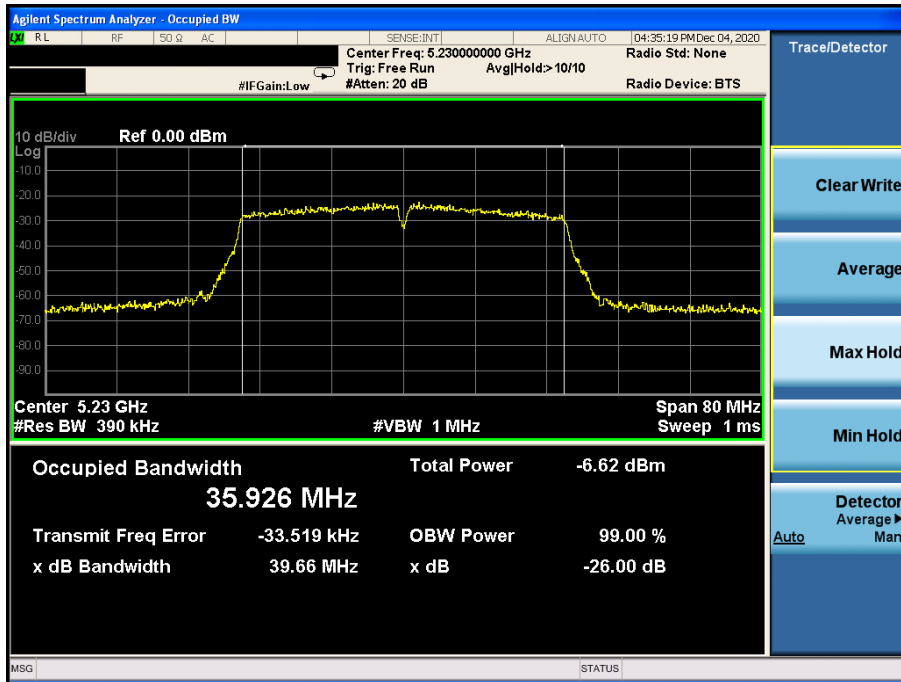 Agilent Spectrum Analyzer - Occupied BW
LXI RL RF 50 Ω AC SENSE:INT ALIGN AUTO 04:35:19 PM Dec 04, 2020
Center Freq: 5.230000000 GHz Radio Std: None
Trig: Free Run Avg|Hold:> 10/10
#IFGain:Low #Atten: 20 dB Radio Device: BTS
10 dB/div Ref 0.00 dBm
Log
-10.0
-20.0
-30.0
-40.0
-50.0
-60.0
-70.0
-80.0
-90.0
Center 5.23 GHz Span 80 MHz
#Res BW 390 kHz #VBW 1 MHz Sweep 1 ms
Occupied Bandwidth Total Power -6.62 dBm
35.926 MHz
Transmit Freq Error -33.519 kHz OBW Power 99.00 %
x dB Bandwidth 39.66 MHz x dB -26.00 dB
MSG STATUS
Trace/Detector
Clear Write
Average
Max Hold
Min Hold
Detector
Average▶
Auto Man